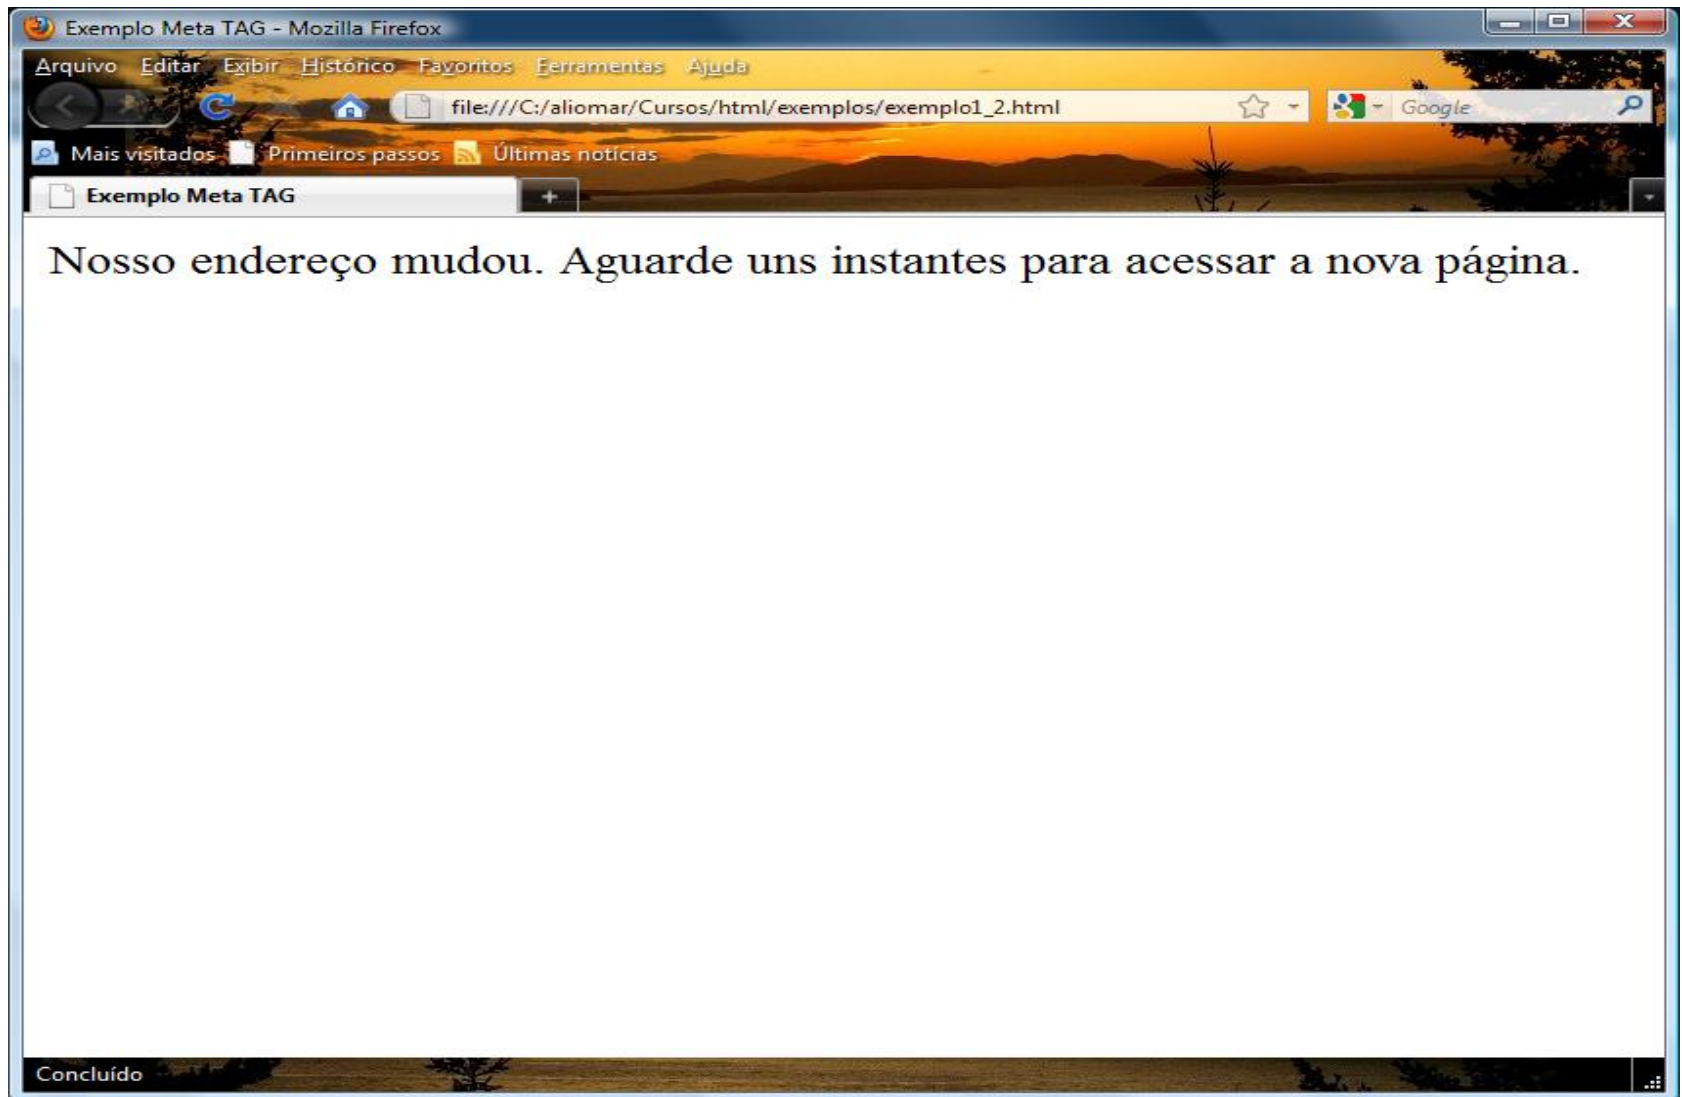 Exemplo Meta TAG - Mozilla Firefox
Arquivo Editar Exibir Histórico Favoritos Ferramentas Ajuda
file:///C:/aliomar/Cursos/html/exemplos/exemplo1_2.html Google
Mais visitados Primeiros passos Últimas notícias
Exemplo Meta TAG
Nosso endereço mudou. Aguarde uns instantes para acessar a nova página.
Concluído